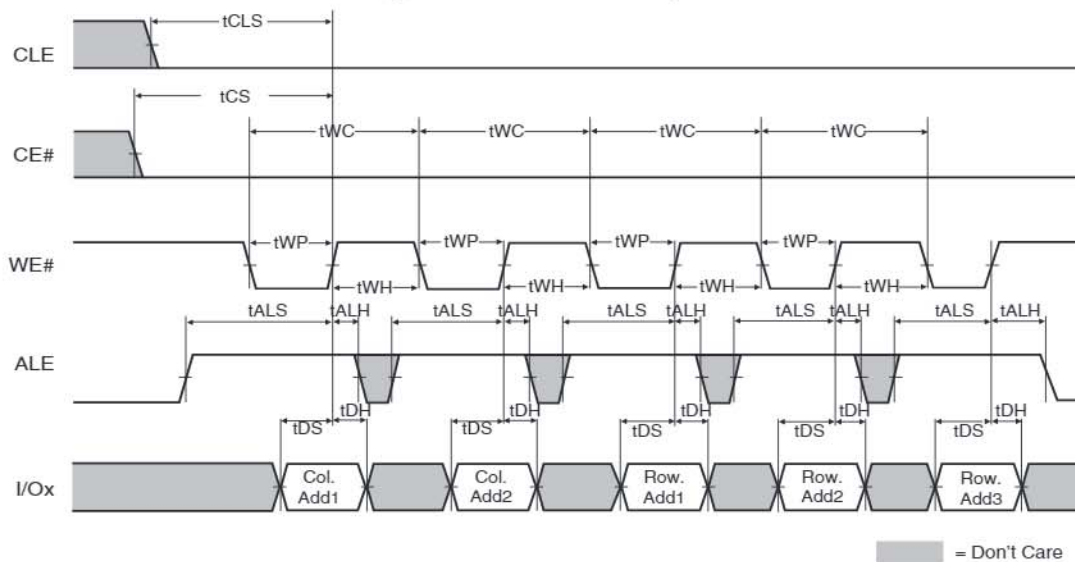 tCLS
CLE
tCS
tWC tWC tWC tWC
CE#
tWP tWP tWP tWP
WE#
tWH tWH tWH tWH
tALS tALH tALS tALH tALS tALH tALS tALH tALS tALH
ALE
tDS tDH tDS tDH tDS tDH tDS tDH tDS tDH
I/Ox
Col. Add1
Col. Add2
Row. Add1
Row. Add2
Row. Add3
= Don't Care